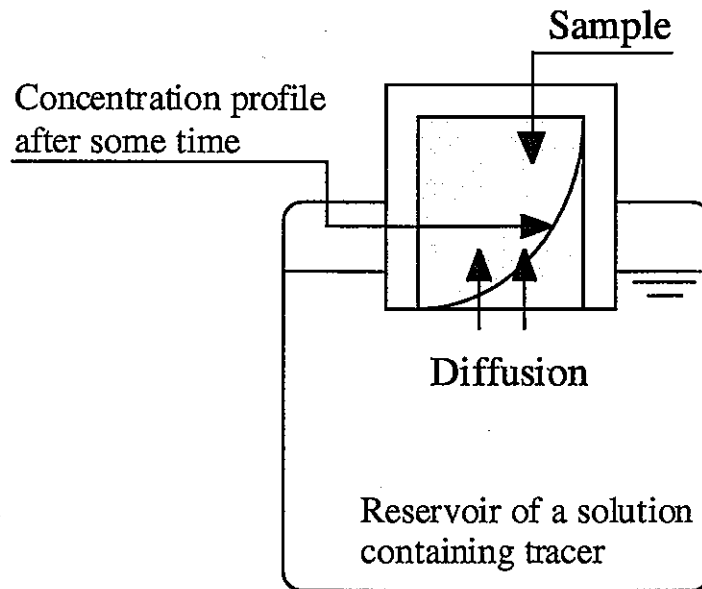 Sample
Concentration profile
after some time
Diffusion
Reservoir of a solution
containing tracer